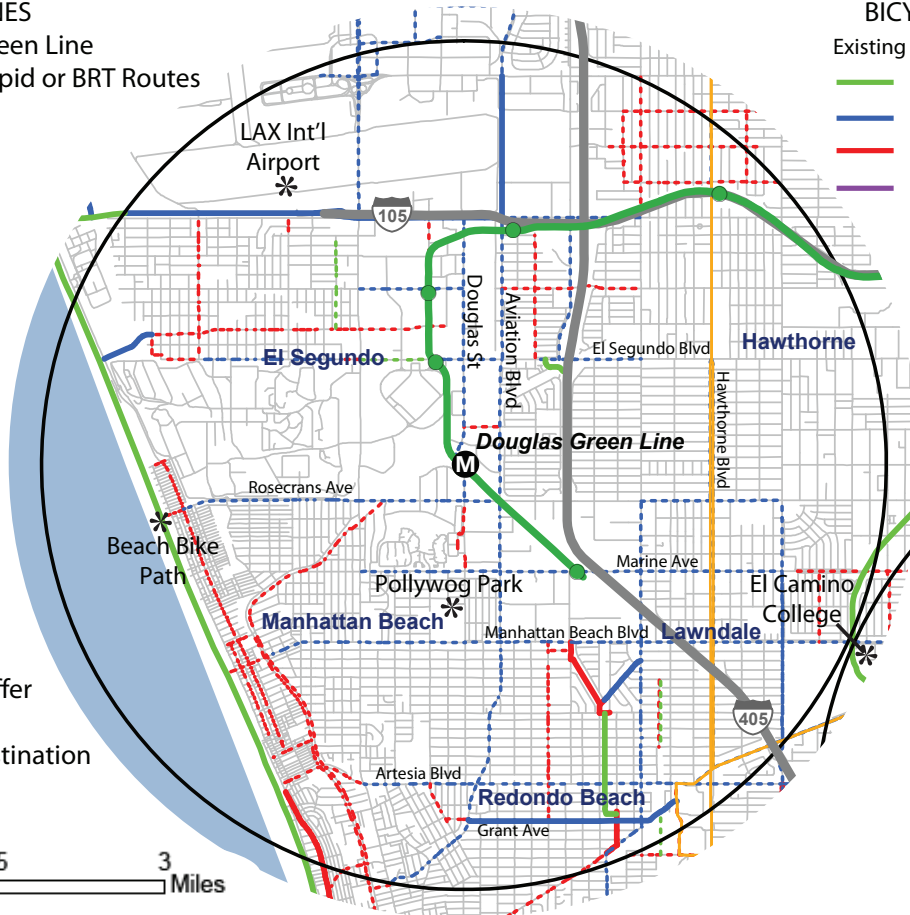 IES
een Line
pid or BRT Routes
BICY
Existing
LAX Int'l
Airport
*
105
Douglas St
Aviation Blvd
El Segundo Blvd
Hawthorne
El Segundo
Hawthorne Blvd
Douglas Green Line
M
Rosecrans Ave
*
Beach Bike
Path
Marine Ave
Pollywog Park
*
El Camino
College
*
Manhattan Beach
Manhattan Beach Blvd
Lawndale
ffer
405
stination
Artesia Blvd
Redondo Beach
Grant Ave
5
3
Miles